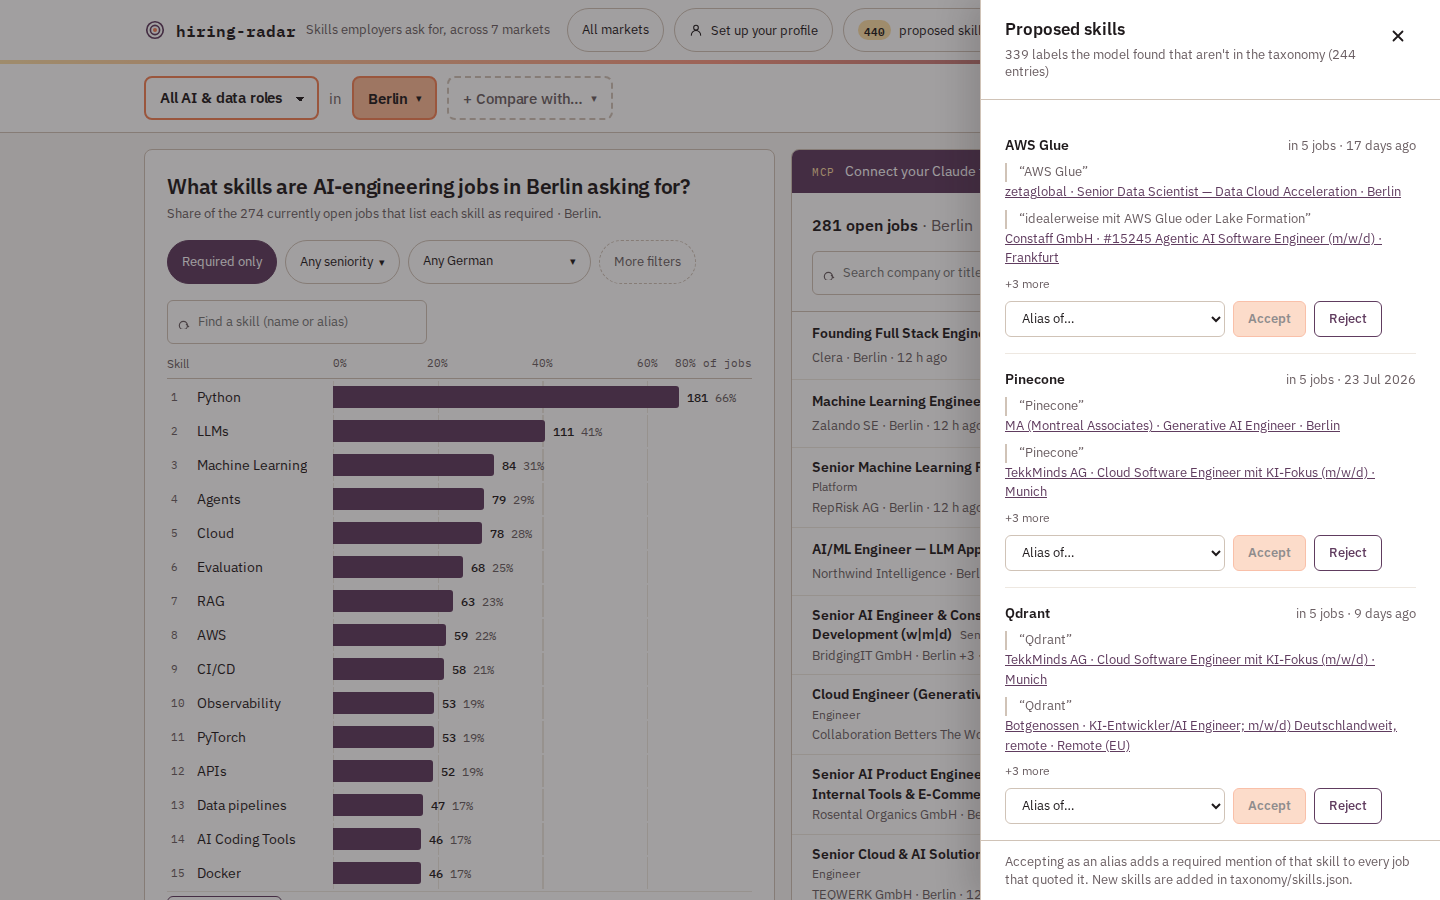 hiring-radar
Skills employers ask for, across 7 markets
All markets
Set up your profile
440 proposed skill
All AI & data roles
in
Berlin
+ Compare with...
What skills are AI-engineering jobs in Berlin asking for?
Share of the 274 currently open jobs that list each skill as required · Berlin.
Required only
Any seniority
Any German
More filters
Find a skill (name or alias)
Skill 0% 20% 40% 60% 80% of jobs
1 Python 181 66%
2 LLMs 111 41%
3 Machine Learning 84 31%
4 Agents 79 29%
5 Cloud 78 28%
6 Evaluation 68 25%
7 RAG 63 23%
8 AWS 59 22%
9 CI/CD 58 21%
10 Observability 53 19%
11 PyTorch 53 19%
12 APIs 52 19%
13 Data pipelines 47 17%
14 AI Coding Tools 46 17%
15 Docker 46 17%
MCP Connect your Claude
281 open jobs · Berlin
Search company or title
Founding Full Stack Engin
Clera · Berlin · 12 h ago
Machine Learning Enginee
Zalando SE · Berlin · 12 h ago
Senior Machine Learning
Platform
RepRisk AG · Berlin · 12 h ago
AI/ML Engineer — LLM App
Northwind Intelligence · Berl
Senior AI Engineer & Cons
Development (w|m|d) Sen
BridgingIT GmbH · Berlin +3 ·
Cloud Engineer (Generativ
Engineer
Collaboration Betters The Wo
Senior AI Product Enginee
Internal Tools & E-Comme
Rosental Organics GmbH · Be
Senior Cloud & AI Solution
Engineer
TEQWERK GmbH · Berlin · 12
Proposed skills
339 labels the model found that aren't in the taxonomy (244
entries)
AWS Glue in 5 jobs · 17 days ago
“AWS Glue”
zetaglobal · Senior Data Scientist — Data Cloud Acceleration · Berlin
“idealerweise mit AWS Glue oder Lake Formation”
Constaff GmbH · #15245 Agentic AI Software Engineer (m/w/d) ·
Frankfurt
+3 more
Alias of... Accept Reject
Pinecone in 5 jobs · 23 Jul 2026
“Pinecone”
MA (Montreal Associates) · Generative AI Engineer · Berlin
“Pinecone”
TekkMinds AG · Cloud Software Engineer mit KI-Fokus (m/w/d) ·
Munich
+3 more
Alias of... Accept Reject
Qdrant in 5 jobs · 9 days ago
“Qdrant”
TekkMinds AG · Cloud Software Engineer mit KI-Fokus (m/w/d) ·
Munich
“Qdrant”
Botgenossen · KI-Entwickler/AI Engineer; m/w/d) Deutschlandweit,
remote · Remote (EU)
+3 more
Alias of... Accept Reject
Accepting as an alias adds a required mention of that skill to every job
that quoted it. New skills are added in taxonomy/skills.json.